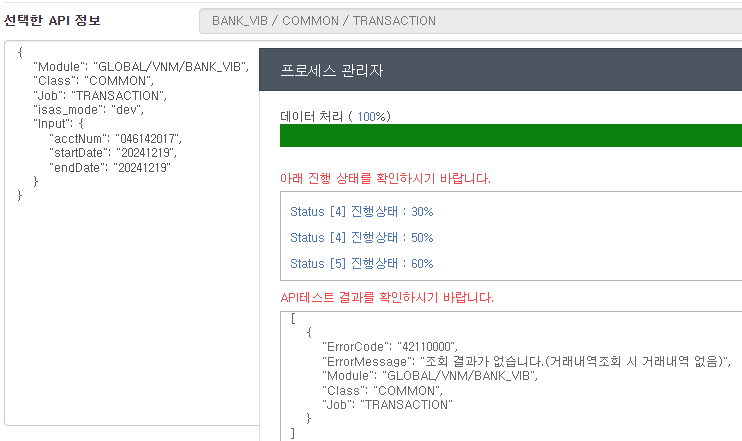 선택한 API 정보
BANK_VIB / COMMON / TRANSACTION
{
"Module": "GLOBAL/VNM/BANK_VIB",
"Class": "COMMON",
"Job": "TRANSACTION",
"isas_mode": "dev",
"Input": {
"acctNum": "046142017",
"startDate": "20241219",
"endDate": "20241219"
}
}
프로세스 관리자
데이터 처리 ( 100%)
아래 진행 상태를 확인하시기 바랍니다.
Status [4] 진행상태 : 30%
Status [4] 진행상태 : 50%
Status [5] 진행상태 : 60%
API테스트 결과를 확인하시기 바랍니다.
[
{
"ErrorCode": "42110000",
"ErrorMessage": "조회 결과가 없습니다.(거래내역조회 시 거래내역 없음)",
"Module": "GLOBAL/VNM/BANK_VIB",
"Class": "COMMON",
"Job": "TRANSACTION"
}
]